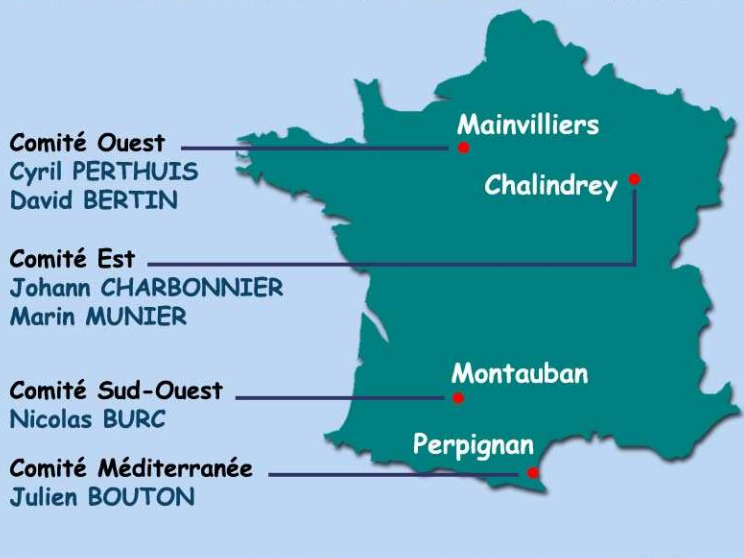 Mainvilliers
Comité Ouest
Cyril PERTHUIS
David BERTIN
Chalindrey
Comité Est
Johann CHARBONNIER
Marin MUNIER
Montauban
Comité Sud-Ouest
Nicolas BURC
Perpignan
Comité Méditerranée
Julien BOUTON